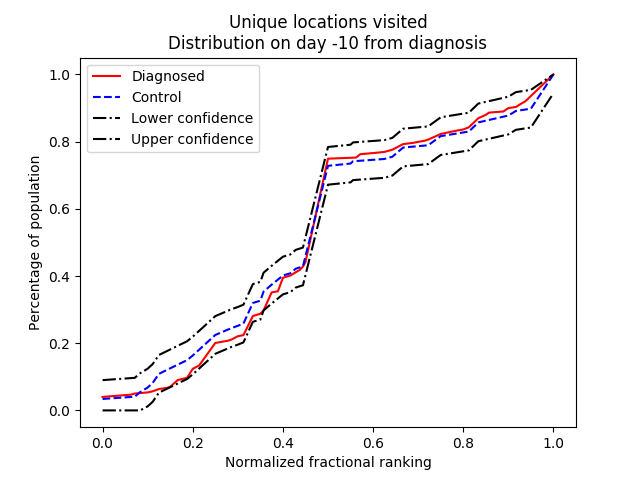 Unique locations visited
Distribution on day -10 from diagnosis
Diagnosed
Control
Lower confidence
Upper confidence
Percentage of population
1.0
0.8
0.6
0.4
0.2
0.0
0.0 0.2 0.4 0.6 0.8 1.0
Normalized fractional ranking